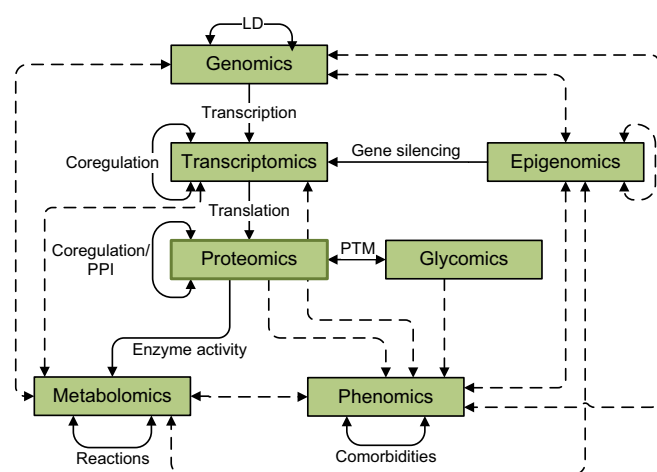 LD
Genomics
Transcription
Coregulation
Transcriptomics
Gene silencing
Epigenomics
Translation
Coregulation/
PPI
Proteomics
PTM
Glycomics
Enzyme activity
Metabolomics
Phenomics
Reactions
Comorbidities